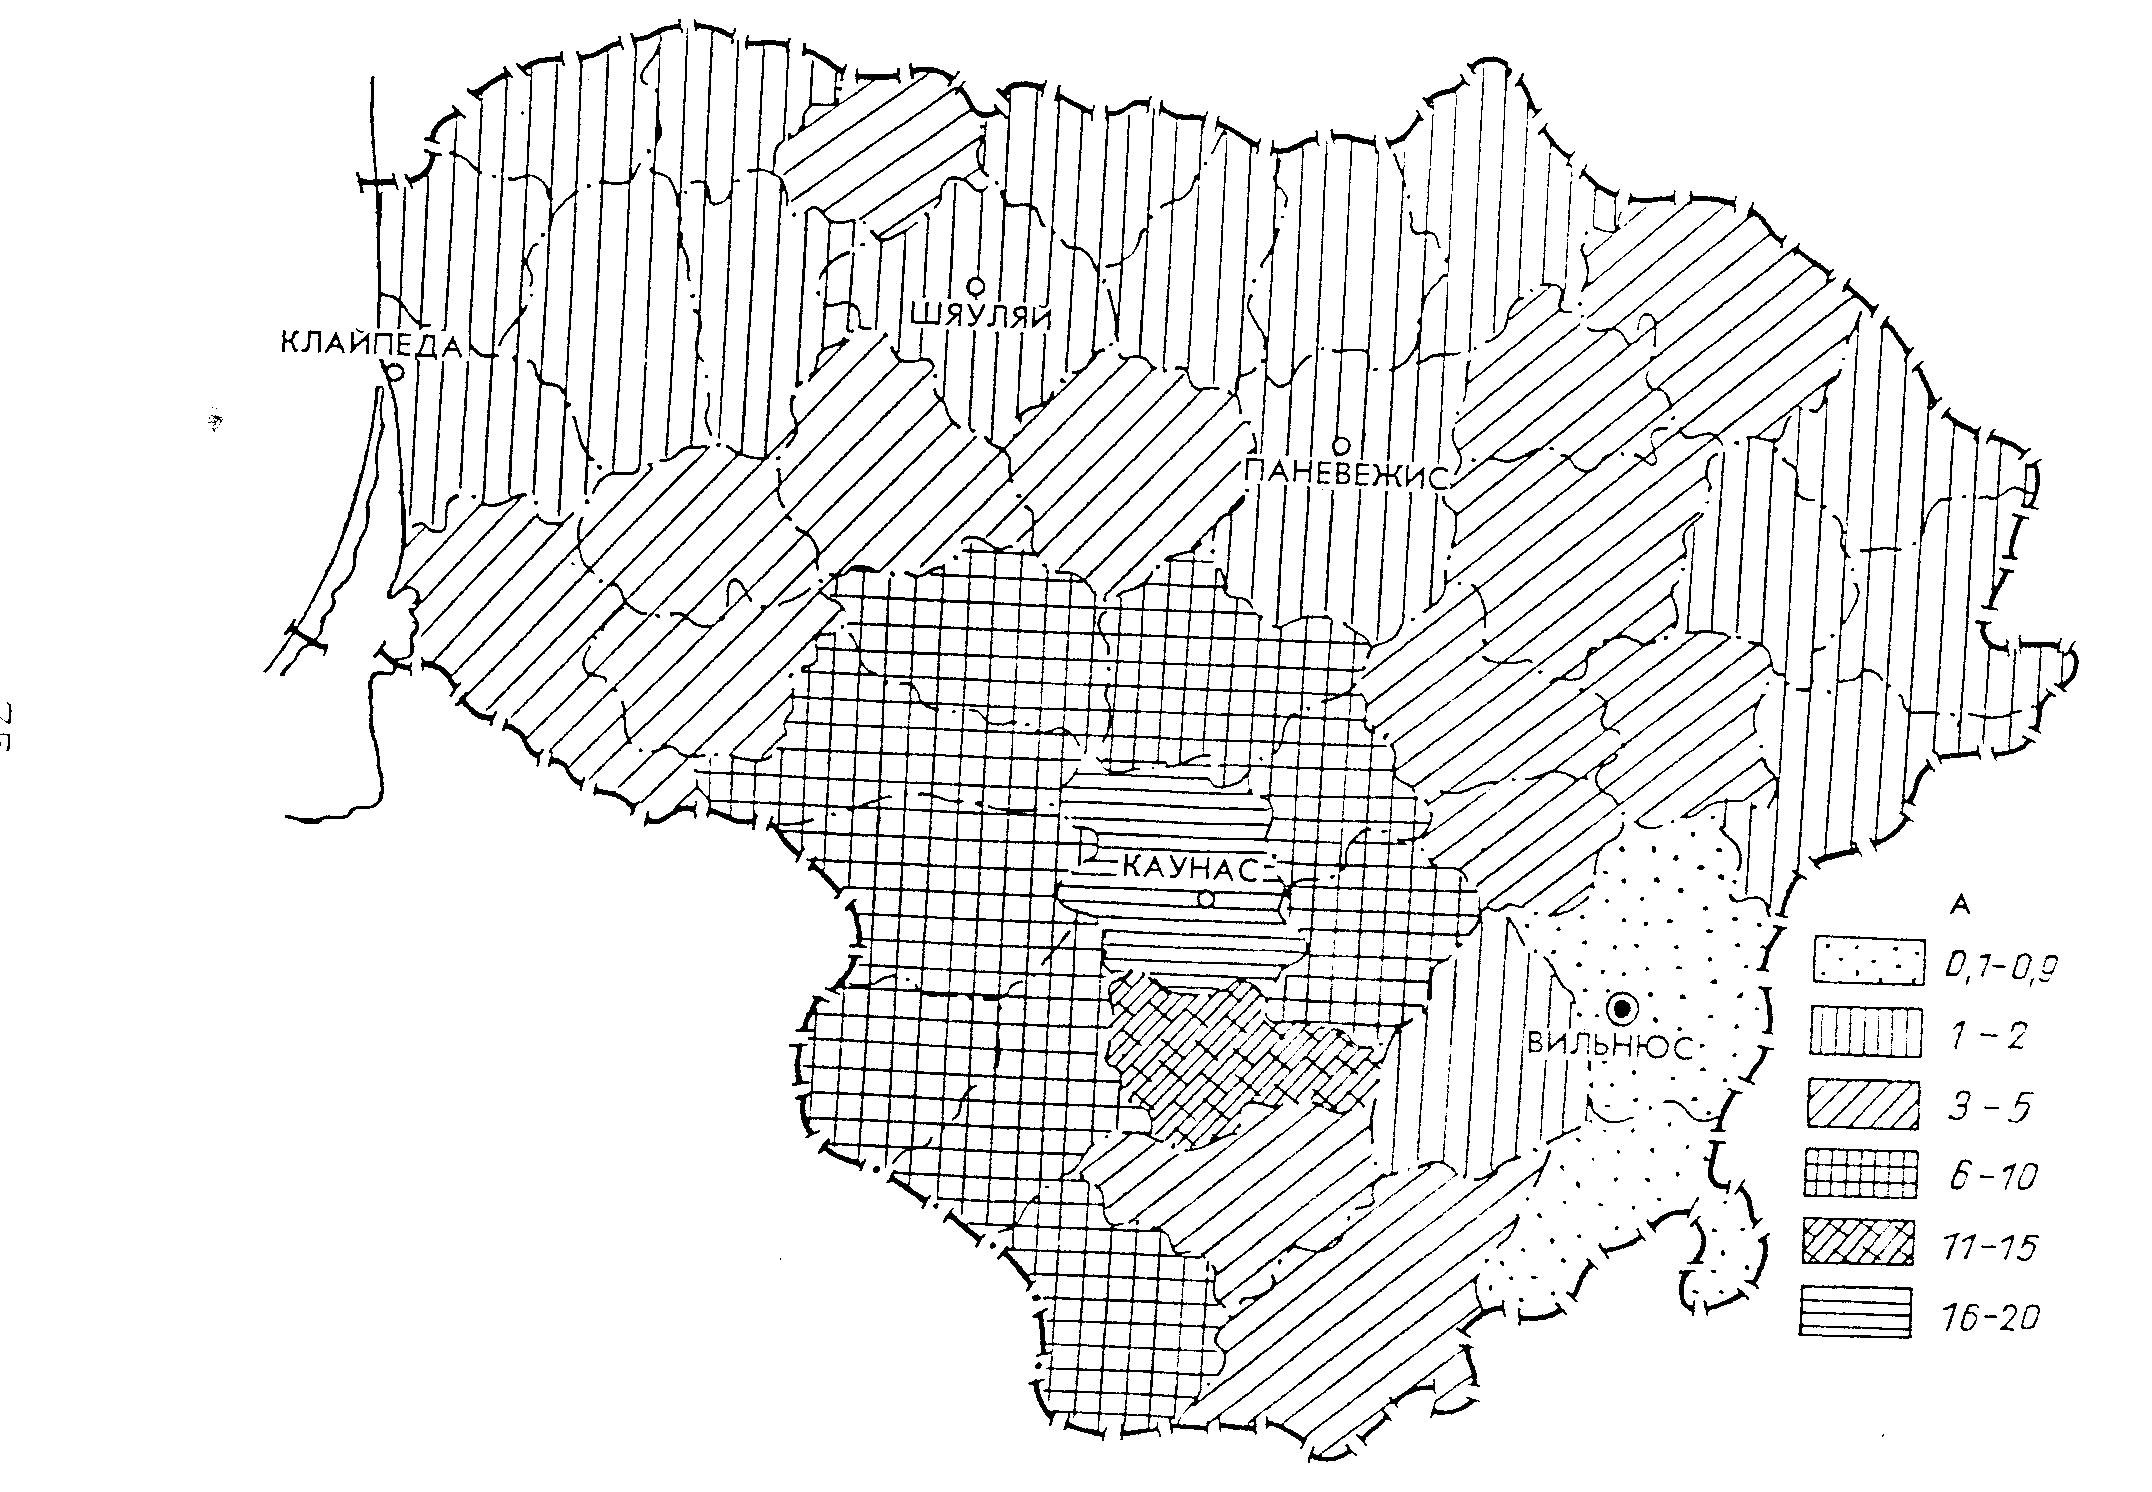 ШЯУЛЯЙ
КЛАЙПЕДА
ПАНЕВЕЖИС
КАУНАС
ВИЛЬНЮС
А
0,1-0,9
1-2
3-5
6-10
11-15
16-20